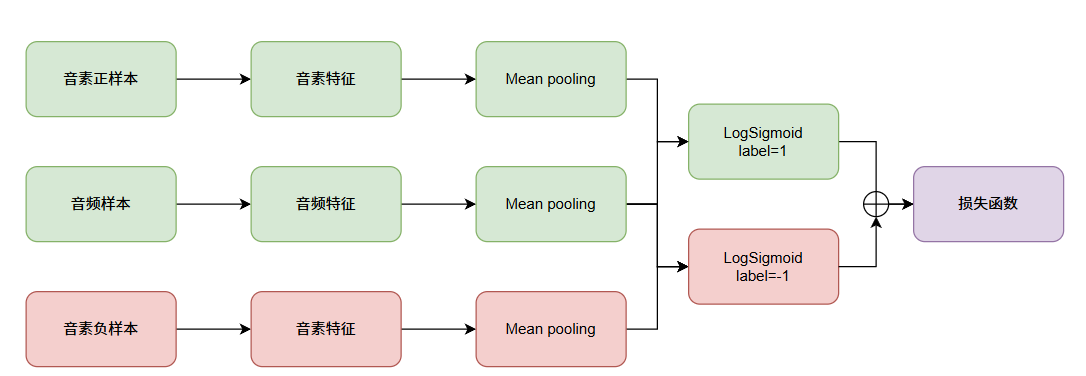 音素正样本
音素特征
Mean pooling
LogSigmoid
label=1
音频样本
音频特征
Mean pooling
损失函数
LogSigmoid
label=-1
音素负样本
音素特征
Mean pooling